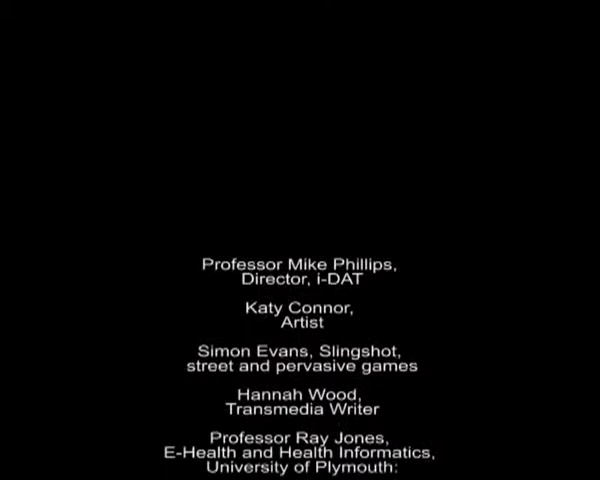 Professor Mike Phillips,
Director, i-DAT
Katy Connor,
Artist
Simon Evans, Slingshot,
street and pervasive games
Hannah Wood,
Transmedia Writer
Professor Ray Jones,
E-Health and Health Informatics,
University of Plymouth: